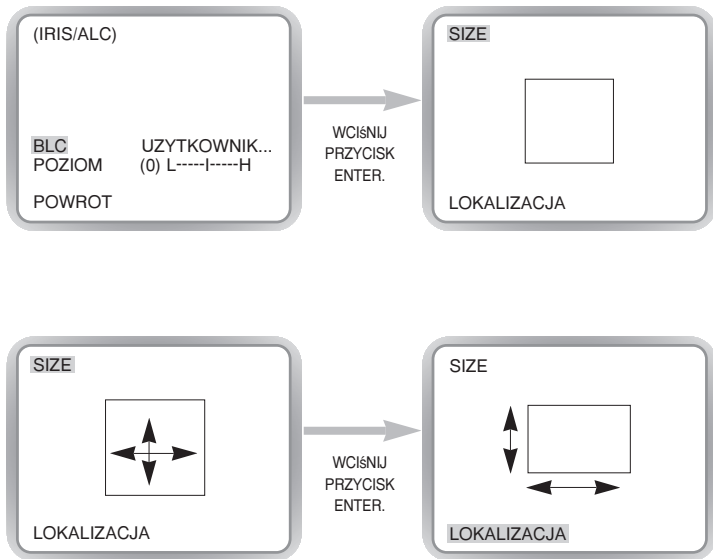 (IRIS/ALC)
BLC UZYTKOWNIK...
POZIOM (0) L-----I-----H
POWROT
WCIśNIJ
PRZYCISK
ENTER.
SIZE
LOKALIZACJA
SIZE
LOKALIZACJA
WCIśNIJ
PRZYCISK
ENTER.
SIZE
LOKALIZACJA